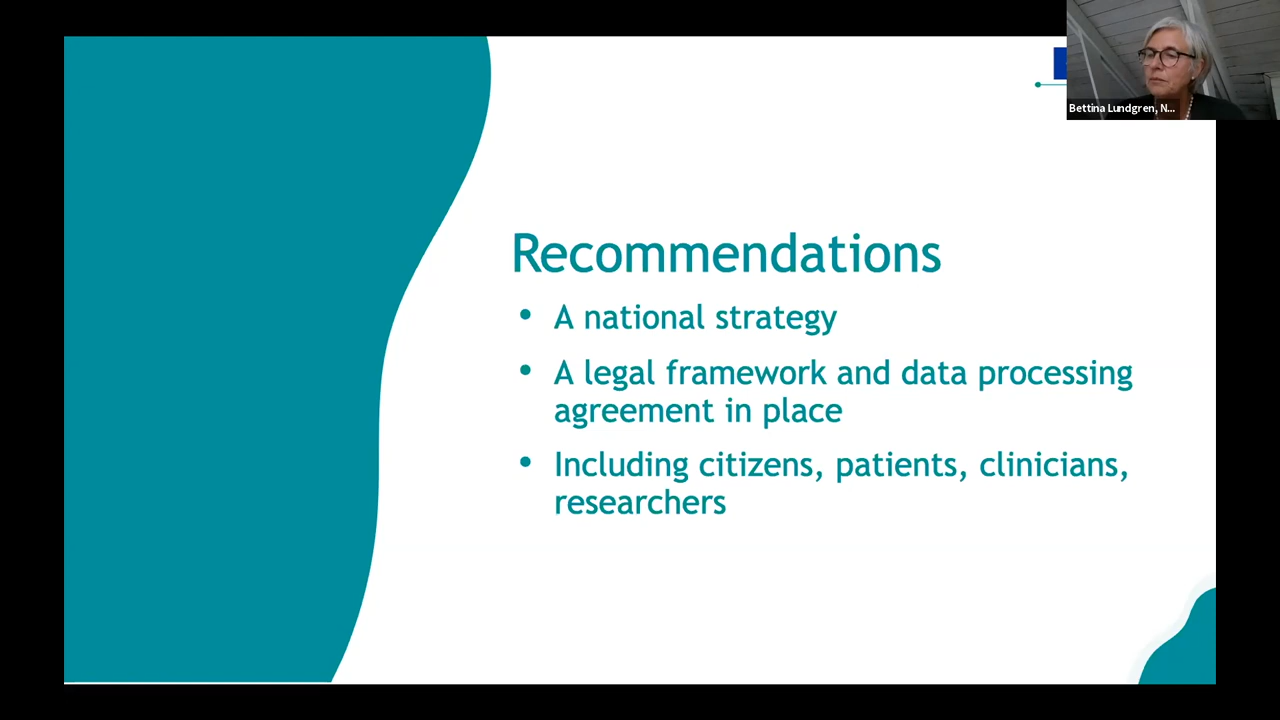 Bettina Lundgren, N...
Recommendations
• A national strategy
• A legal framework and data processing
agreement in place
• Including citizens, patients, clinicians,
researchers